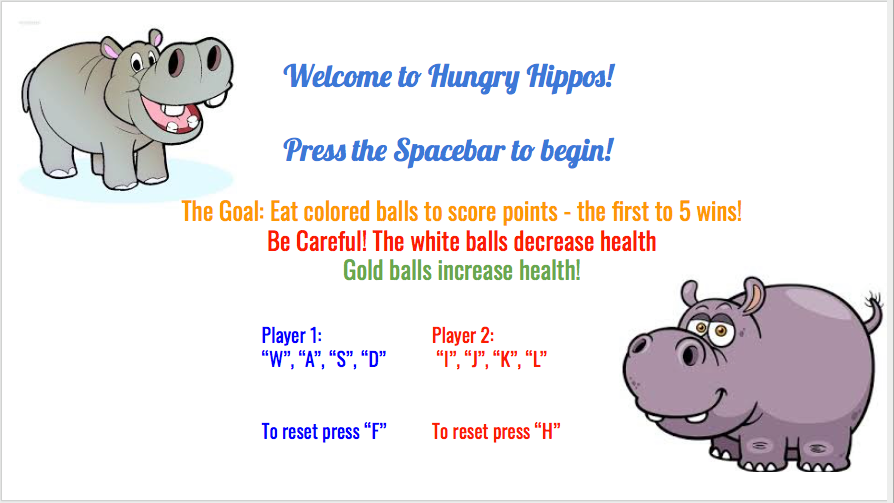 Welcome to Hungry Hippos!
Press the Spacebar to begin!
The Goal: Eat colored balls to score points - the first to 5 wins!
Be Careful! The white balls decrease health
Gold balls increase health!
Player 1:
“W”, “A”, “S”, “D”
To reset press “F”
Player 2:
“I”, “J”, “K”, “L”
To reset press “H”